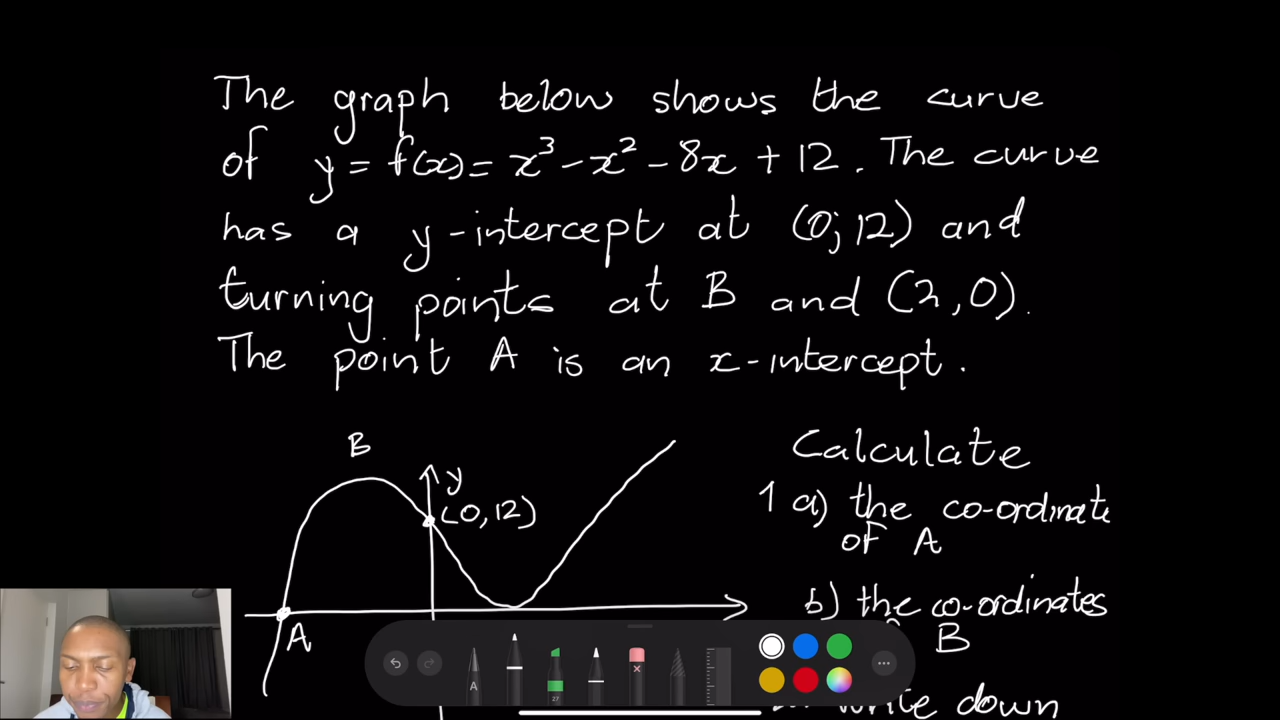 The graph below shows the curve
of y = f(x) = x³ - x² - 8x + 12. The curve
has a y-intercept at (0; 12) and
turning points at B and (2, 0).
The point A is an x-intercept.
B
y
(0, 12)
A
Calculate
1 a) the co-ordinate
of A
b) the co-ordinates
B
write down
A
27